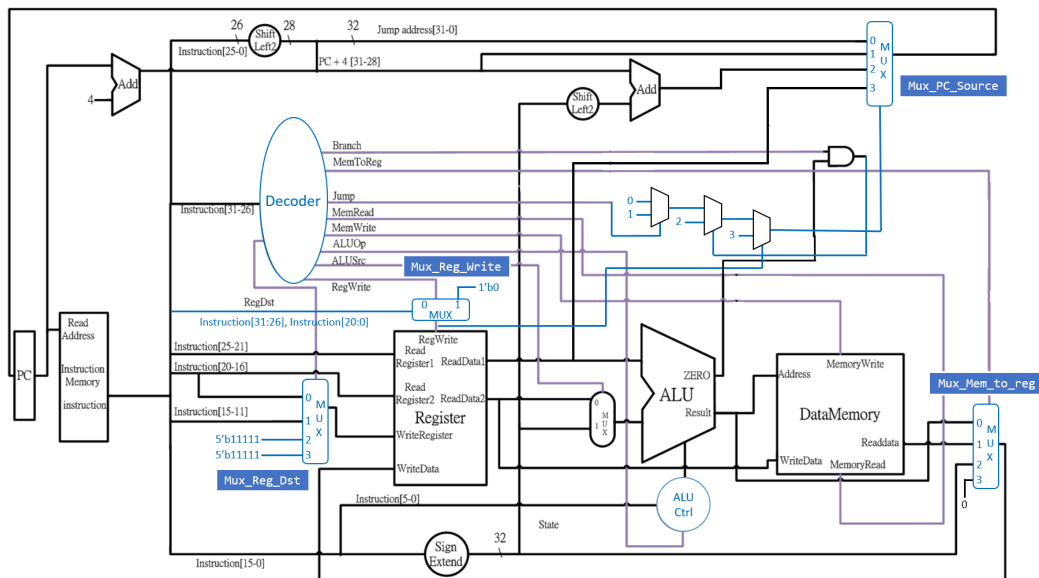 26
Shift
Left2
28
32
Jump address[31-0]
Instruction[25-0]
PC + 4 [31-28]
0
1
2
3
M
U
X
Mux_PC_Source
Add
4
Shift
Left2
Add
Branch
MemToReg
Decoder
Instruction[31-26]
Jump
MemRead
MemWrite
ALUOp
ALUSrc
RegWrite
0
1
2
3
Mux_Reg_Write
RegDst
0
1
1'b0
MUX
Instruction[31:26], Instruction[20:0]
PC
Read
Address
Instruction
Memory
instruction
Instruction[25-21]
Instruction[20-16]
Instruction[15-11]
5'b11111
5'b11111
0
1
2
3
M
U
X
Mux_Reg_Dst
RegWrite
Read
Register1
ReadData1
Read
Register2
ReadData2
Register
WriteRegister
WriteData
0
1
M
U
X
ZERO
ALU
Result
MemoryWrite
Address
DataMemory
Readdata
WriteData
MemoryRead
Mux_Mem_to_reg
0
1
2
3
M
U
X
0
Instruction[5-0]
ALU
Ctrl
State
Sign
Extend
32
Instruction[15-0]